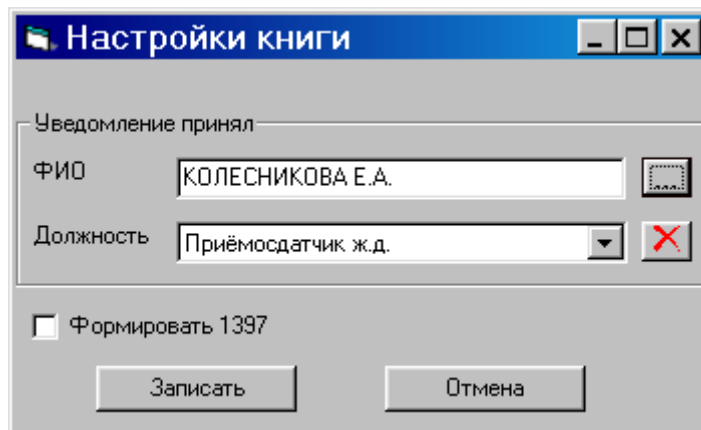 Настройки книги
Уведомление принял
ФИО
КОЛЕСНИКОВА Е.А.
...
Должность
Приёмосдатчик ж.д.
Формировать 1397
Записать
Отмена